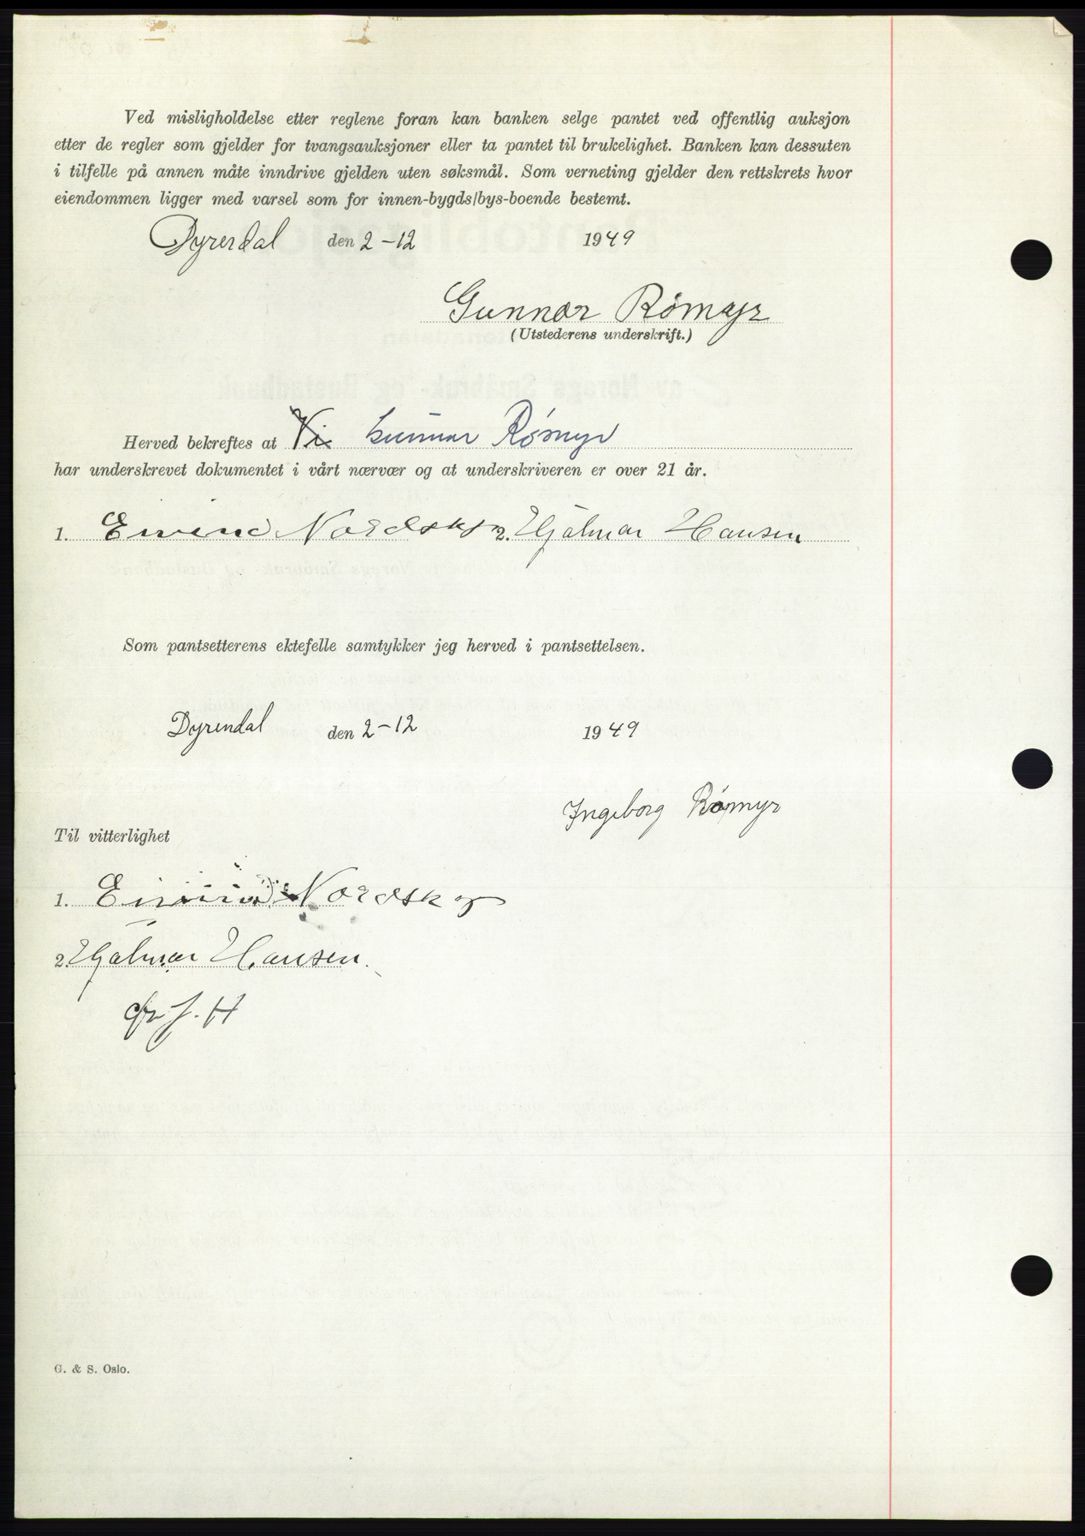 Ved misligholdelse etter reglene foran kan banken selge pantet ved offentlig auksjon
etter de regler som gjelder for tvangsauksjoner eller ta pantet til brukelighet. Banken kan dessuten
i tilfelle på annen måte inndrive gjelden uten søksmål. Som verneting gjelder den rettskrets hvor
eiendommen ligger med varsel som for innen-bygds/bys-boende bestemt.
Dyrendal den 2-12 1949
Gunnar Rømyr
(Utstederens underskrift.)
Herved bekreftes at Vi Gunnar Rømyr
har underskrevet dokumentet i vårt nærvær og at underskriveren er over 21 år.
1. Eivind Nordskog 2. Hjalmar Hansen
Som pantsetterens ektefelle samtykker jeg herved i pantsettelsen.
Dyrendal den 2-12 1949
Ingeborg Rømyr
Til vitterlighet
1. Eivind Nordskog
2. Hjalmar Hansen.
G. & S. Oslo.